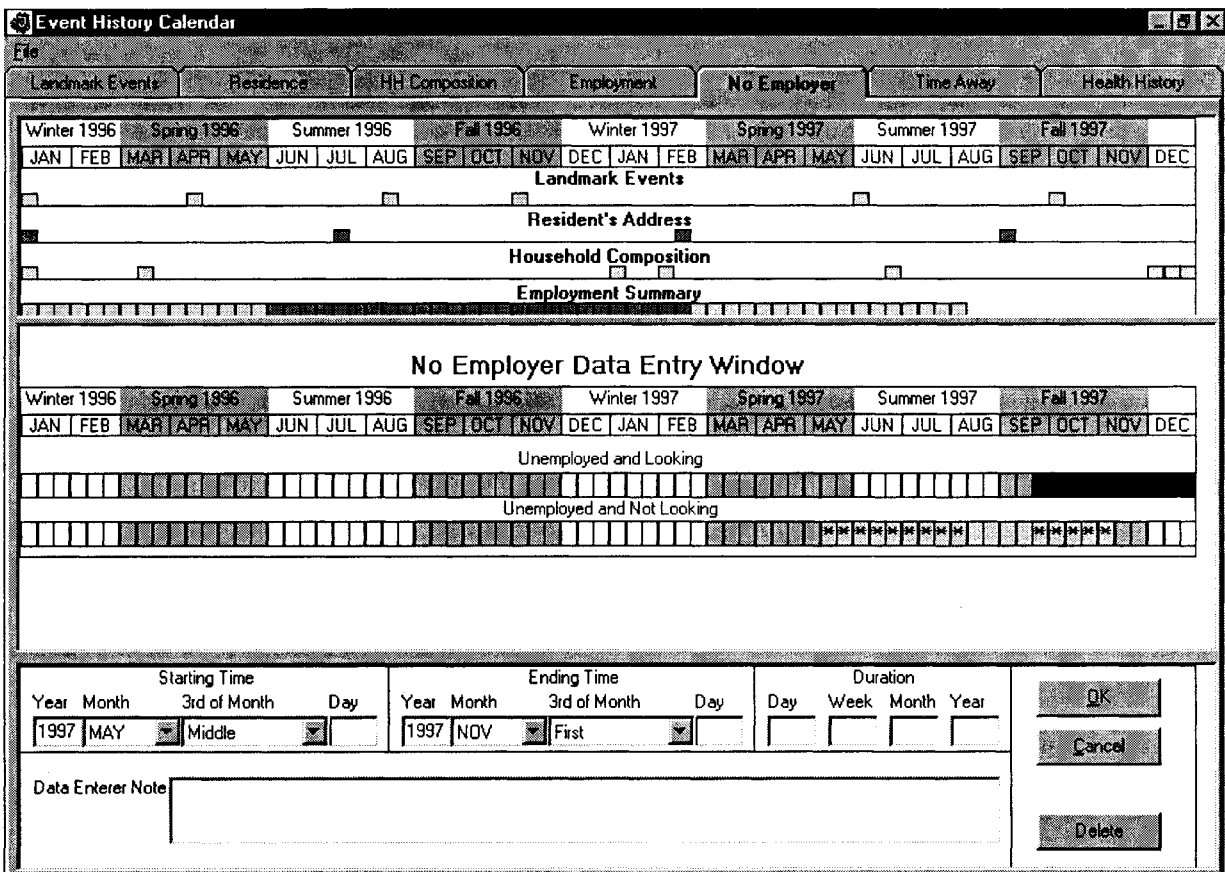 Event History Calendar
File
Landmark Events Residence HH Composition Employment No Employer Time Away Health History
Winter 1996 Spring 1996 Summer 1996 Fall 1996 Winter 1997 Spring 1997 Summer 1997 Fall 1997
JAN FEB MAR APR MAY JUN JUL AUG SEP OCT NOV DEC JAN FEB MAR APR MAY JUN JUL AUG SEP OCT NOV DEC
Landmark Events
Resident's Address
Household Composition
Employment Summary
No Employer Data Entry Window
Winter 1996 Spring 1996 Summer 1996 Fall 1996 Winter 1997 Spring 1997 Summer 1997 Fall 1997
JAN FEB MAR APR MAY JUN JUL AUG SEP OCT NOV DEC JAN FEB MAR APR MAY JUN JUL AUG SEP OCT NOV DEC
Unemployed and Looking
Unemployed and Not Looking
* * * * * * * * * * * * * *
Starting Time Ending Time Duration
Year Month 3rd of Month Day Year Month 3rd of Month Day Day Week Month Year
1997 MAY Middle 1997 NOV First
OK
Cancel
Data Enterer Note
Delete